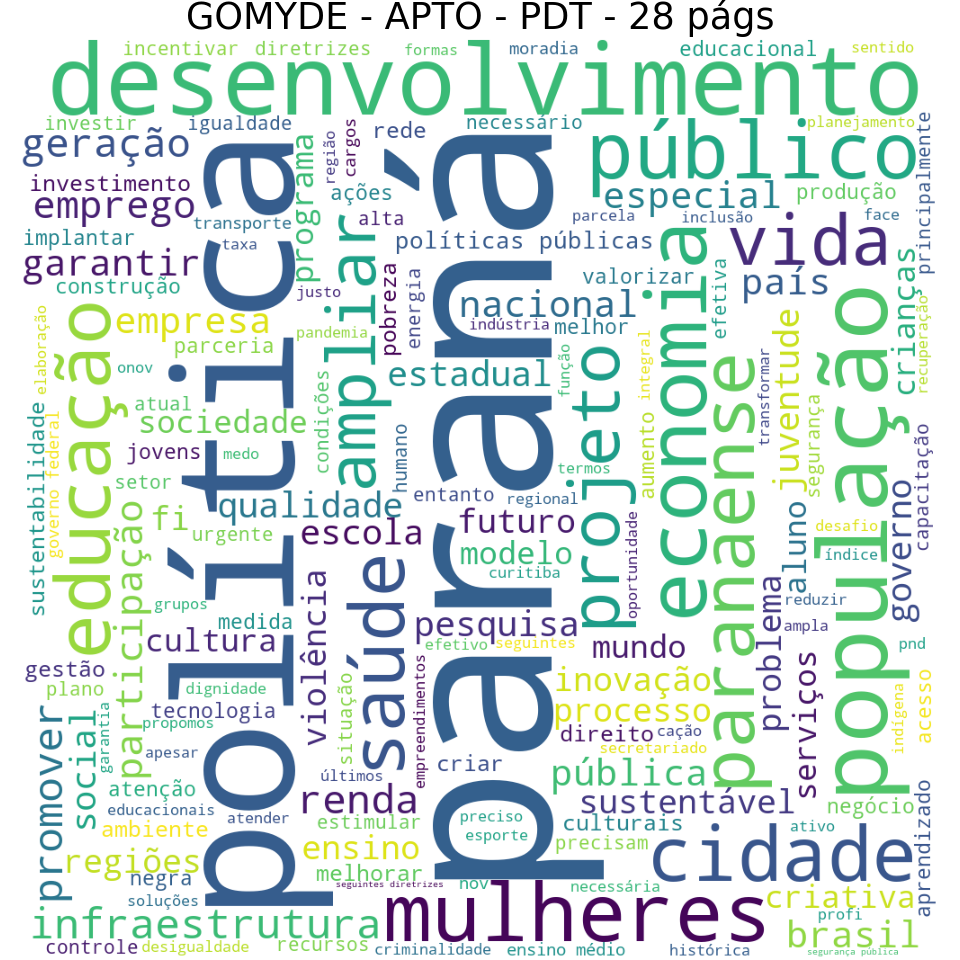 GOMYDE - APTO - PDT - 28 págs
incentivar diretrizes formas moradia educacional sentido
desenvolvimento
investir igualdade rede necessário planejamento
geração público
investimento ações especial produção
emprego alta parcela inclusão face
implantar transporte políticas públicas vida
garantir taxa valorizar país
construção justo nacional
empresa pandemia indústria melhor
parceria
onov estadual
atual
sociedade
jovens medo
setor entanto termos
qualidade regional
fi escola futuro desafio
urgente modelo índice
curitiba
grupos reduzir
medida pesquisa ampla
cultura efetivo seguintes mundo pnd
gestão
plano dignidade inovação
tecnologia processo
propomos direito cação
apesar secretariado
últimos criar pública
atenção renda sustentável
educacionais atender preciso negócio
ambiente estimular esporte culturais ativo
regiões ensino precisam cidade
melhorar
negra seguintes diretrizes nov necessária
soluções mulheres criativa
infraestrutura profi
brasil
controle desigualdade recursos criminalidade ensino médio histórica segurança pública
política
paraná
programa
região
cargos
ampliar
pobreza
energia
economia
efetiva
principalmente
crianças
recuperação
elaboração
educação
sustentabilidade
governo federal
condições
humano
função
projeto
aumento
integral
paranaense
transformar
juventude
segurança
população
capacitação
governo
aluno
oportunidade
participação
violência
saúde
empreendimentos
situação
problema
serviços
indígena
acesso
promover
social
garantia
aprendizado